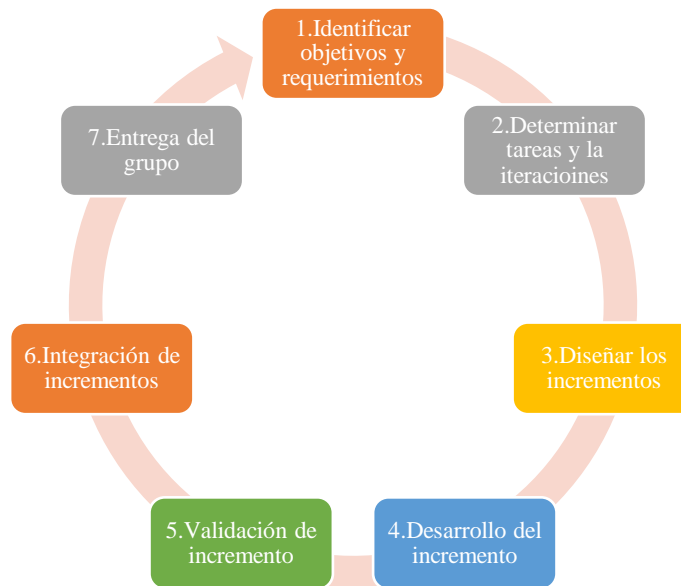 1.Identificar
objetivos y
requerimientos
2.Determinar
tareas y la
iteracioines
3.Diseñar los
incrementos
4.Desarrollo del
incremento
5.Validación de
incremento
6.Integración de
incrementos
7.Entrega del
grupo